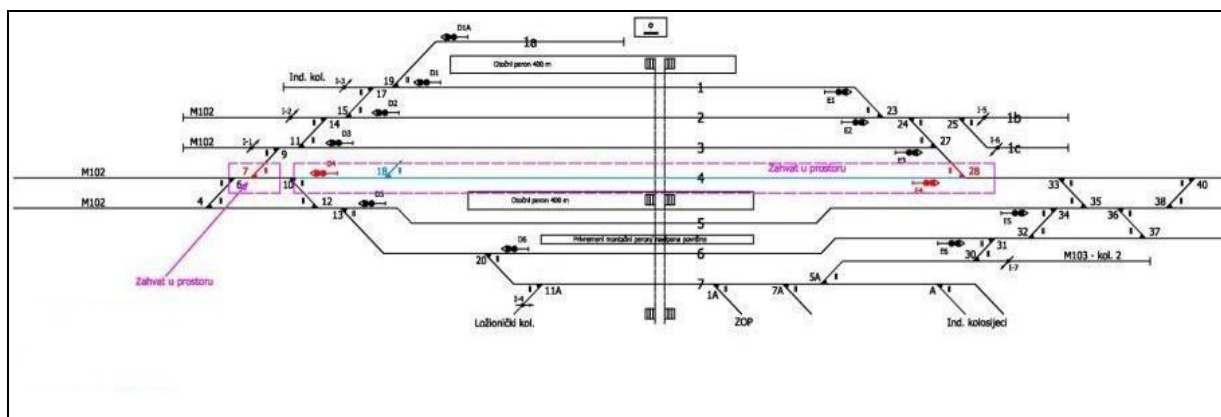 D1A
1a
Otočni peron 400 m
Ind. kol.
I-3
19
D1
17
1
E1
M102
I-2
15
D2
14
2
E2
23
24
25
I-5
1b
M102
I-1
11
D3
9
3
E3
27
I-6
1c
M102
7
6
10
D4
18
4
Zahvat u prostoru
E4
28
33
40
M102
4
12
D5
13
Otočni peron 400 m
5
E5
34
35
36
38
D6
Privremeni montažni peron/
6
E6
32
31
37
20
30
I-7
M103 - kol. 2
Zahvat u prostoru
I-4
11A
7
1A
7A
5A
A
Ložionički kol.
ZOP
Ind. kolosijeci